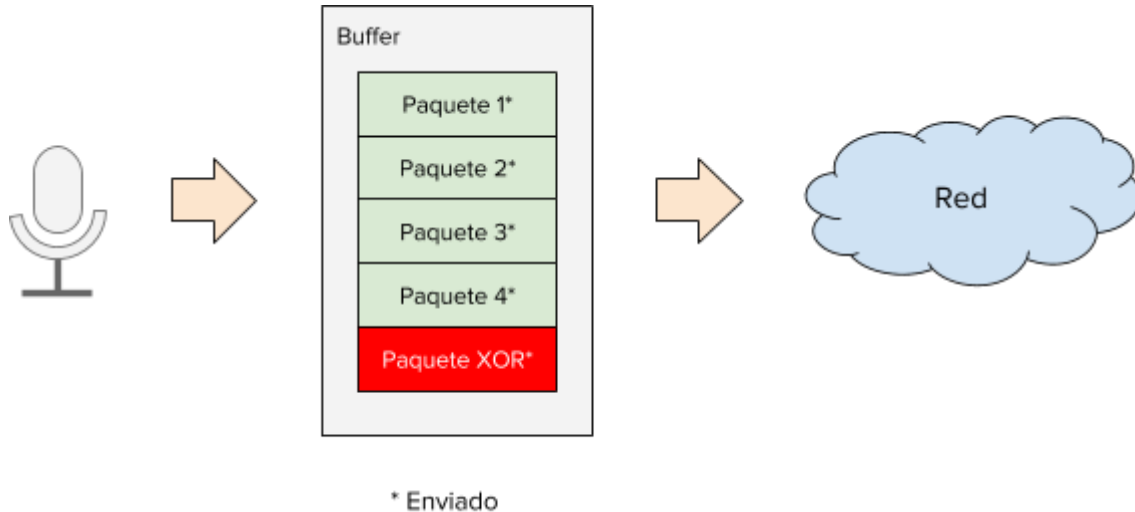 Buffer
Paquete 1*
Paquete 2*
Paquete 3*
Paquete 4*
Paquete XOR*
Red
* Enviado